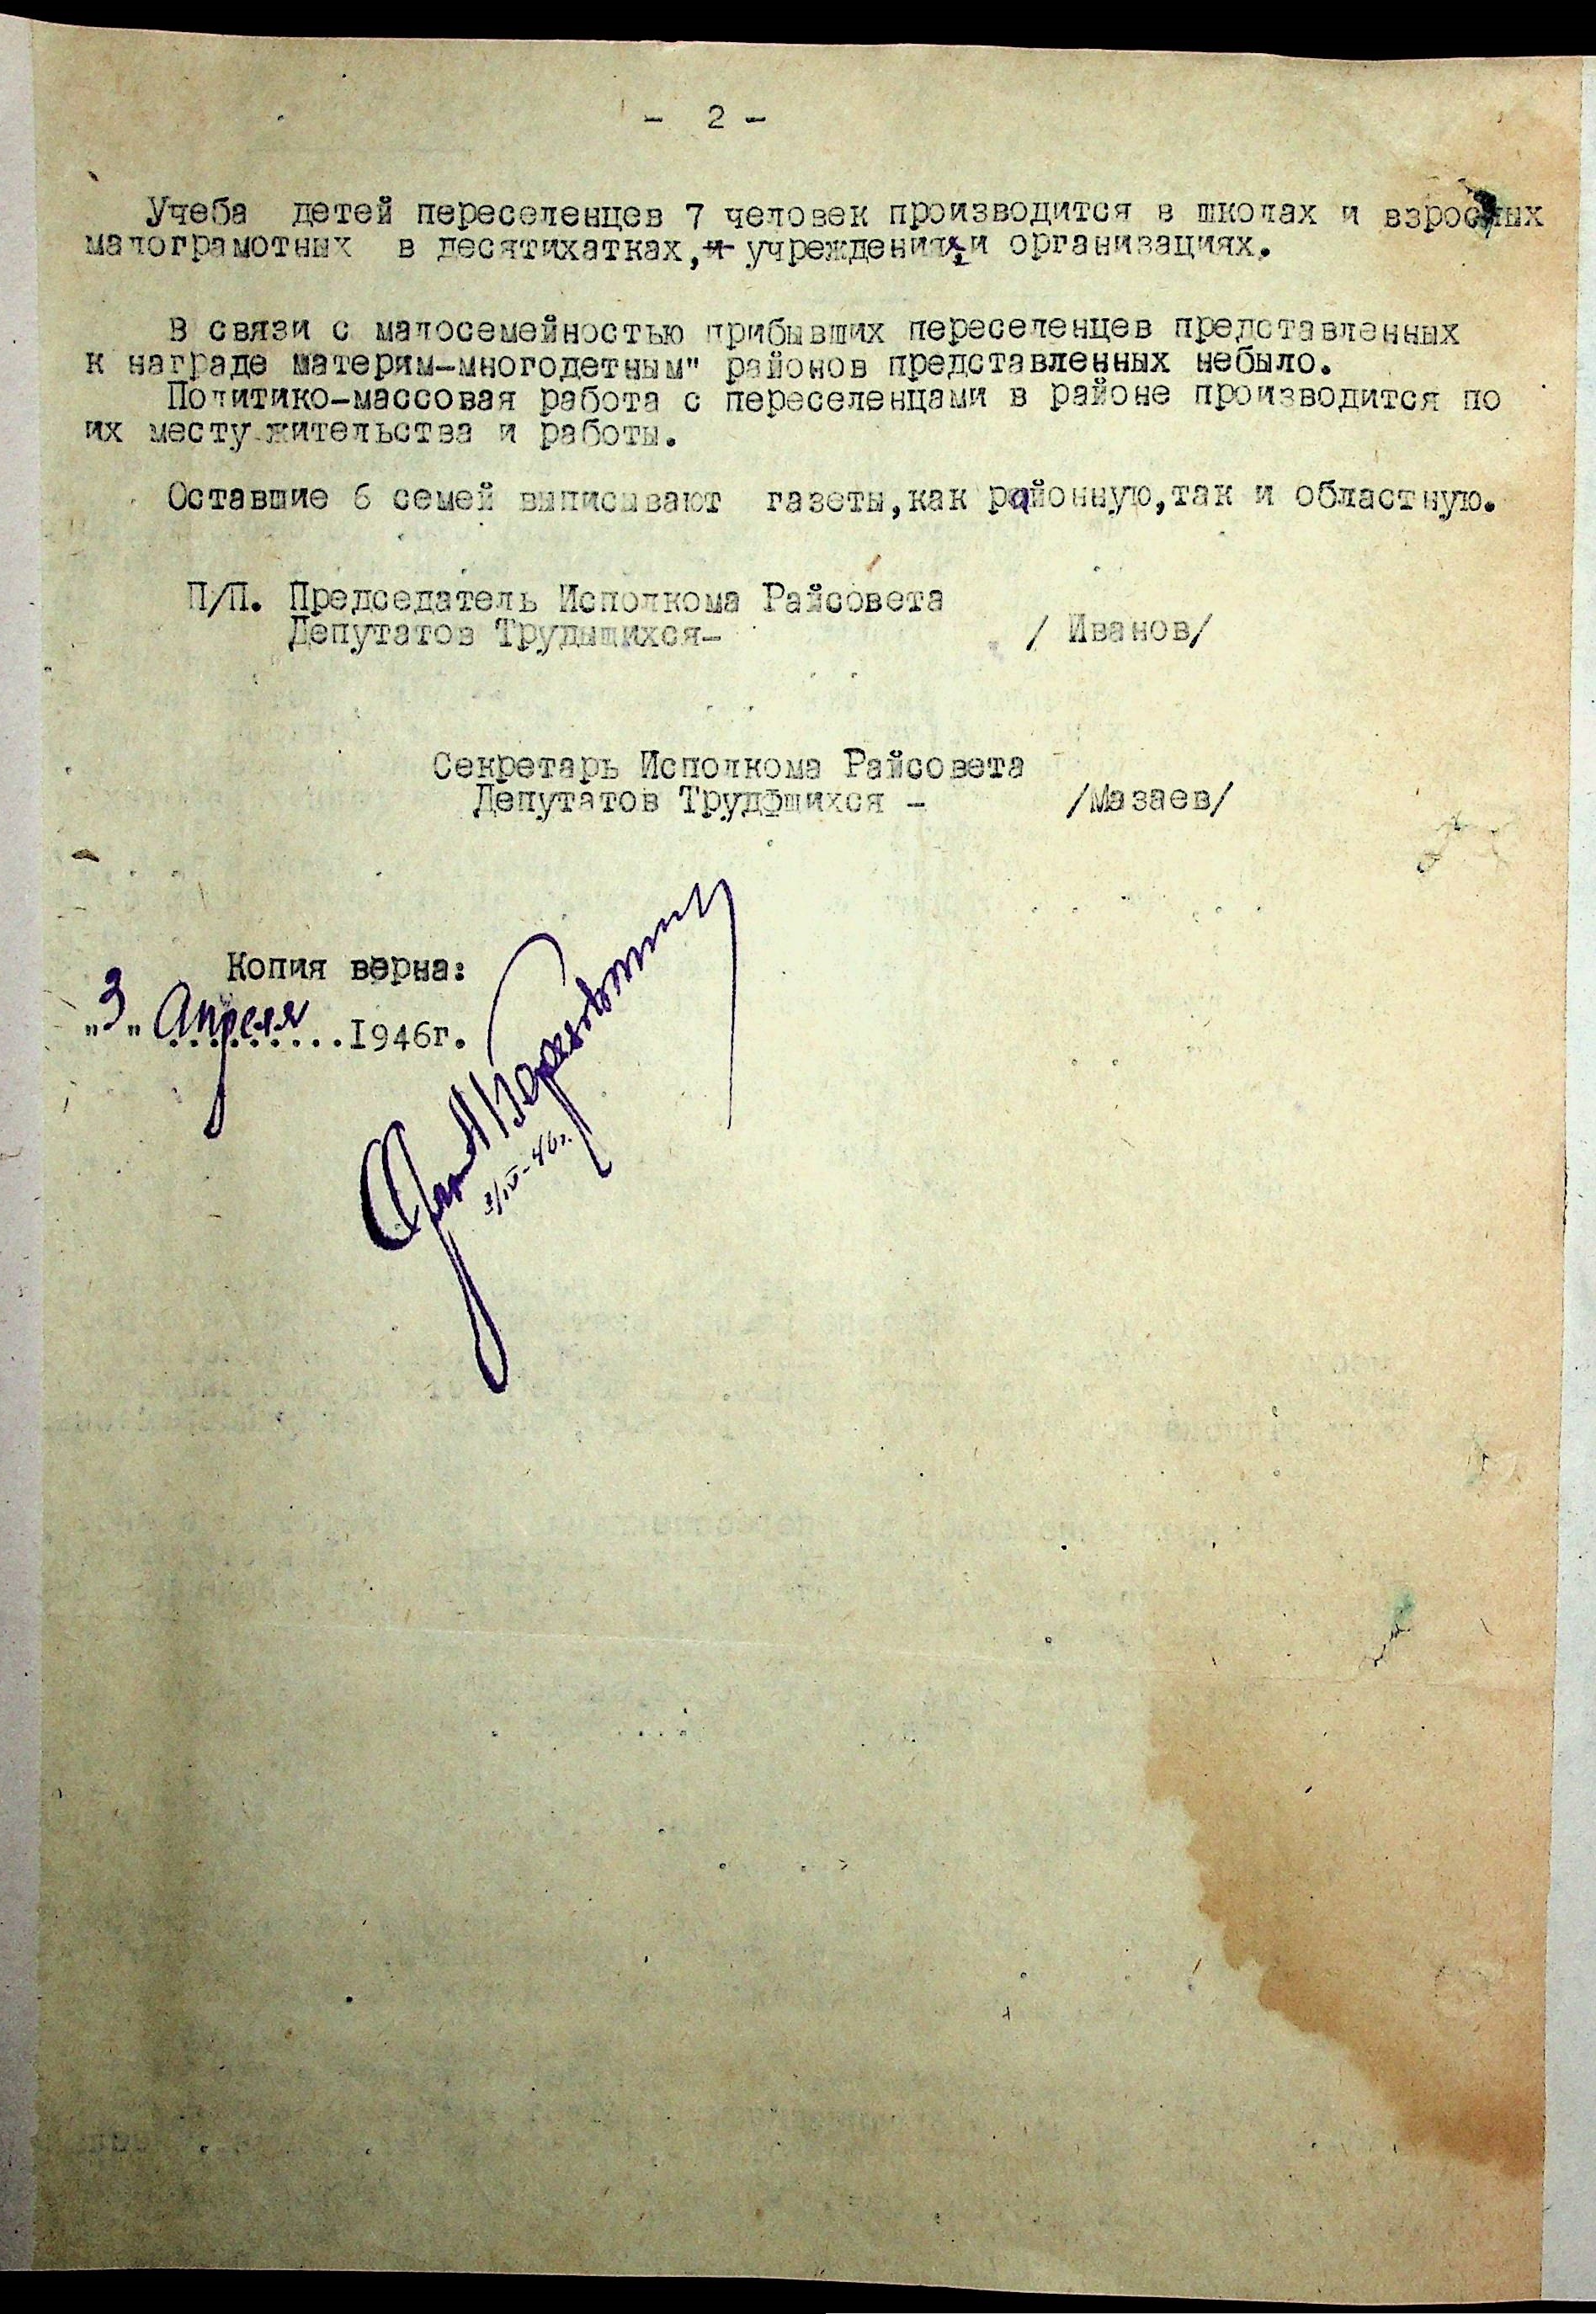 - 2 -
Учеба детей переселенцев 7 человек производится в школах и взрослых
малограмотных в десятихатках, учреждениях и организациях.
В связи с малосемейностью прибывших переселенцев представленных
к награде матерям-многодетным" районов представленных небыло.
Политико-массовая работа с переселенцами в районе производится по
их месту жительства и работы.
Оставшие 6 семей выписывают газеты,как районную,так и областную.
П/П. Председатель Исполкома Райсовета
Депутатов Трудящихся- / Иванов/
Секретарь Исполкома Райсовета
Депутатов Трудящихся - /Мазаев/
Копия верна:
"3" Апреля 1946г.
3/IV-46г.